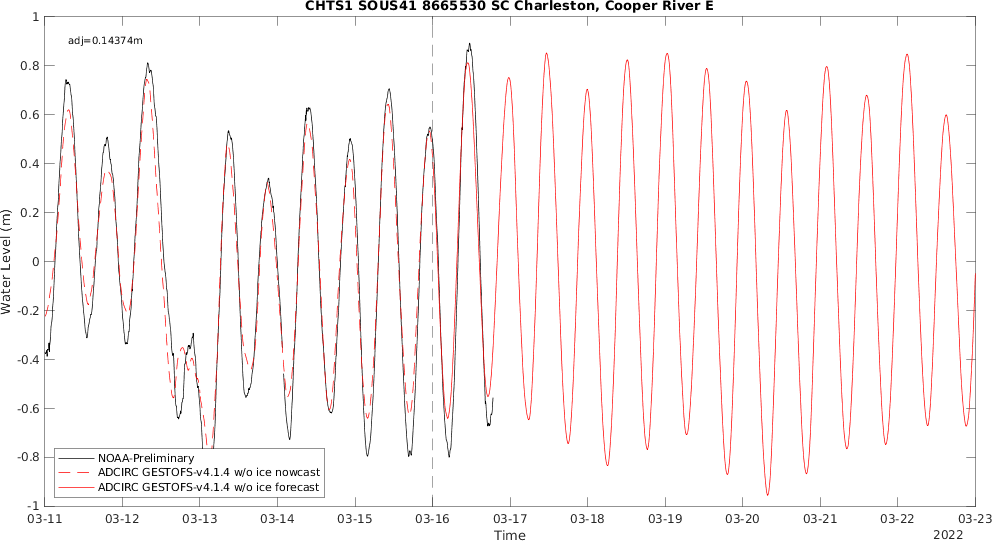 CHTS1 SOUS41 8665530 SC Charleston, Cooper River E
adj=0.14374m
Water Level (m)
1
0.8
0.6
0.4
0.2
0
-0.2
-0.4
-0.6
-0.8
-1
NOAA-Preliminary
ADCIRC GESTOFS-v4.1.4 w/o ice nowcast
ADCIRC GESTOFS-v4.1.4 w/o ice forecast
03-11 03-12 03-13 03-14 03-15 03-16 03-17 03-18 03-19 03-20 03-21 03-22 03-23
Time
2022